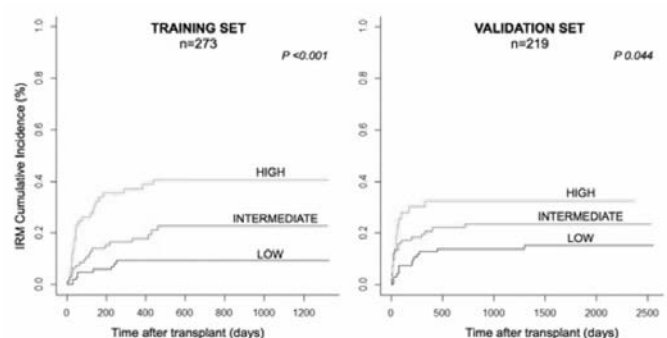 TRAINING SET
n=273
P <0.001
IRM Cumulative Incidence (%)
1.0
0.8
0.6
0.4
0.2
0.0
HIGH
INTERMEDIATE
LOW
0 200 400 600 800 1000 1200
Time after transplant (days)
VALIDATION SET
n=219
P 0.044
1.0
0.8
0.6
0.4
0.2
0.0
HIGH
INTERMEDIATE
LOW
0 500 1000 1500 2000 2500
Time after transplant (days)